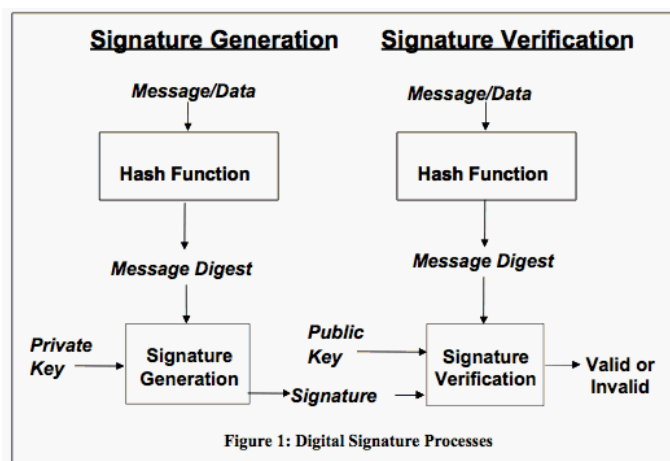 Signature Generation
Signature Verification
Message/Data
Message/Data
Hash Function
Hash Function
Message Digest
Message Digest
Private
Key
Signature
Generation
Public
Key
Signature
Verification
Valid or
Invalid
Signature
Figure 1: Digital Signature Processes